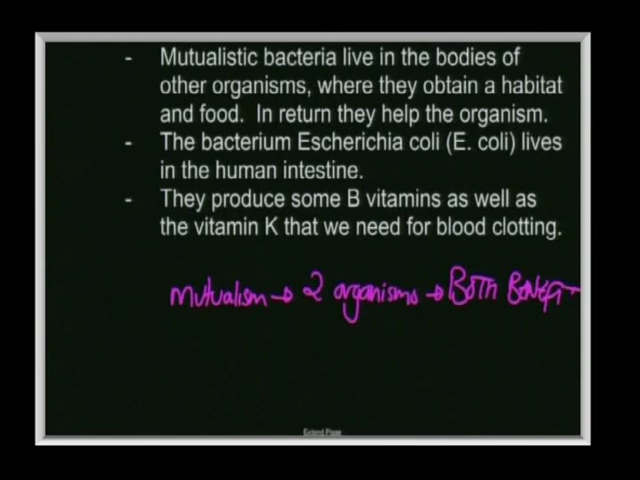 - Mutualistic bacteria live in the bodies of
other organisms, where they obtain a habitat
and food. In return they help the organism.
- The bacterium Escherichia coli (E. coli) lives
in the human intestine.
- They produce some B vitamins as well as
the vitamin K that we need for blood clotting.
Mutualism → 2 organisms → BOTH BENEFIT
Extend Page